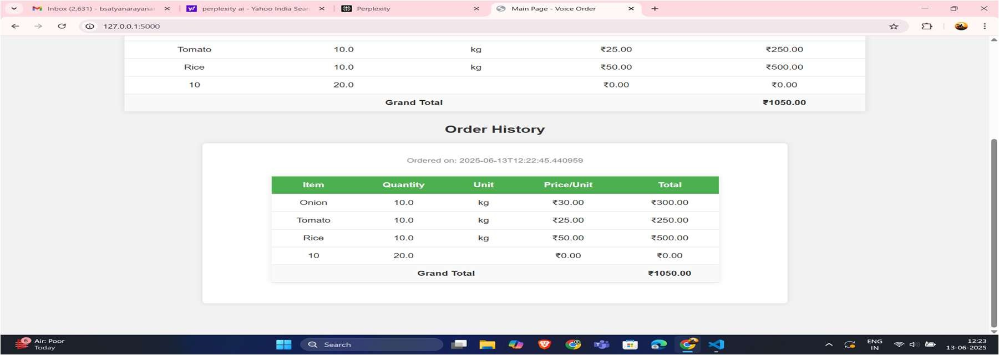 Inbox (2,631) - bsatyanarayana
perplexity ai - Yahoo India Sear
Perplexity
Main Page - Voice Order
127.0.0.1:5000
Tomato 10.0 kg ₹25.00 ₹250.00
Rice 10.0 kg ₹50.00 ₹500.00
10 20.0 ₹0.00 ₹0.00
Grand Total ₹1050.00
Order History
Ordered on: 2025-06-13T12:22:45.440959
Item Quantity Unit Price/Unit Total
Onion 10.0 kg ₹30.00 ₹300.00
Tomato 10.0 kg ₹25.00 ₹250.00
Rice 10.0 kg ₹50.00 ₹500.00
10 20.0 ₹0.00 ₹0.00
Grand Total ₹1050.00
6
Air: Poor
Today
Search
ENG
IN
12:23
13-06-2025